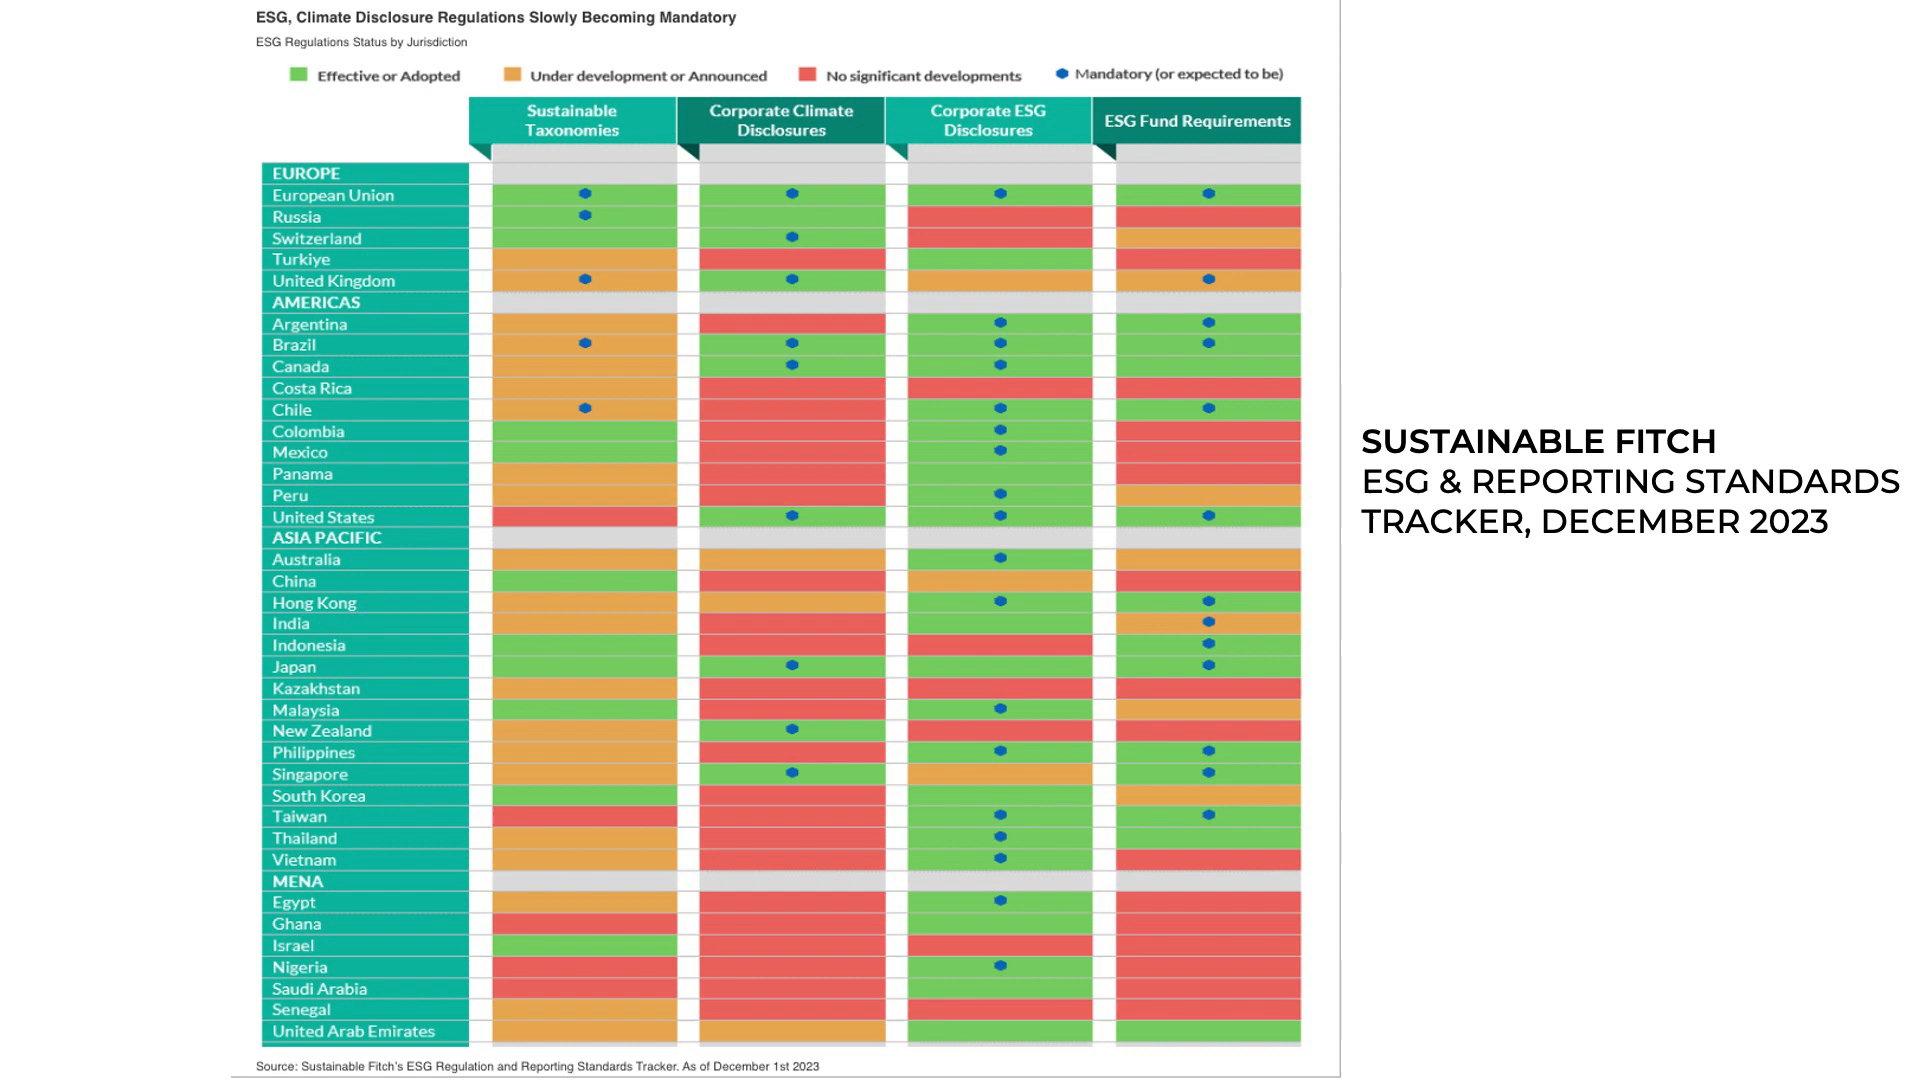 ESG, Climate Disclosure Regulations Slowly Becoming Mandatory
ESG Regulations Status by Jurisdiction
Effective or Adopted
Under development or Announced
No significant developments
Mandatory (or expected to be)
Sustainable
Taxonomies
Corporate Climate
Disclosures
Corporate ESG
Disclosures
ESG Fund Requirements
EUROPE
European Union
Russia
Switzerland
Turkiye
United Kingdom
AMERICAS
Argentina
Brazil
Canada
Costa Rica
Chile
Colombia
Mexico
Panama
Peru
United States
ASIA PACIFIC
Australia
China
Hong Kong
India
Indonesia
Japan
Kazakhstan
Malaysia
New Zealand
Philippines
Singapore
South Korea
Taiwan
Thailand
Vietnam
MENA
Egypt
Ghana
Israel
Nigeria
Saudi Arabia
Senegal
United Arab Emirates
Source: Sustainable Fitch's ESG Regulation and Reporting Standards Tracker. As of December 1st 2023
SUSTAINABLE FITCH
ESG & REPORTING STANDARDS
TRACKER, DECEMBER 2023